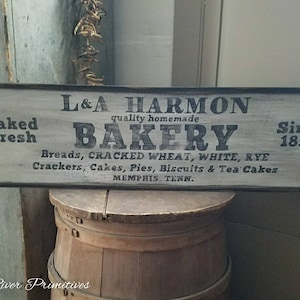 L&A HARMON
quality homemade
BAKERY
Breads, CRACKED WHEAT, WHITE, RYE
Crackers, Cakes, Pies, Biscuits & Tea Cakes
MEMPHIS, TENN.
aked
resh
Sin
18
River Primitives